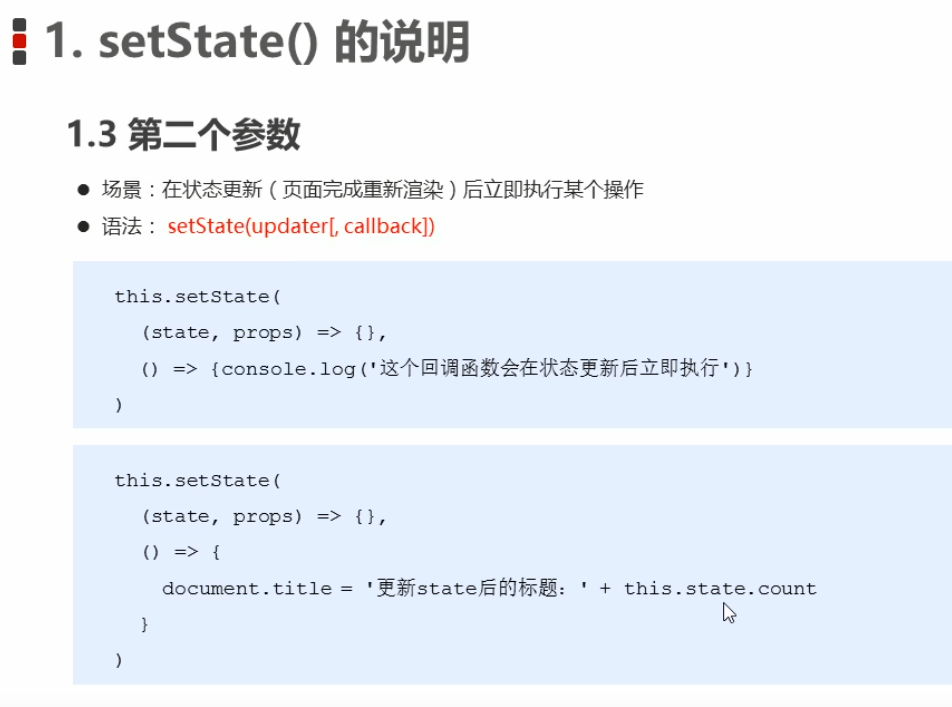 1. setState() 的说明
1.3 第二个参数
● 场景：在状态更新（页面完成重新渲染）后立即执行某个操作
● 语法： setState(updater[, callback])
this.setState(
(state, props) => {},
() => {console.log('这个回调函数会在状态更新后立即执行')}
)
this.setState(
(state, props) => {},
() => {
document.title = '更新state后的标题：' + this.state.count
}
)